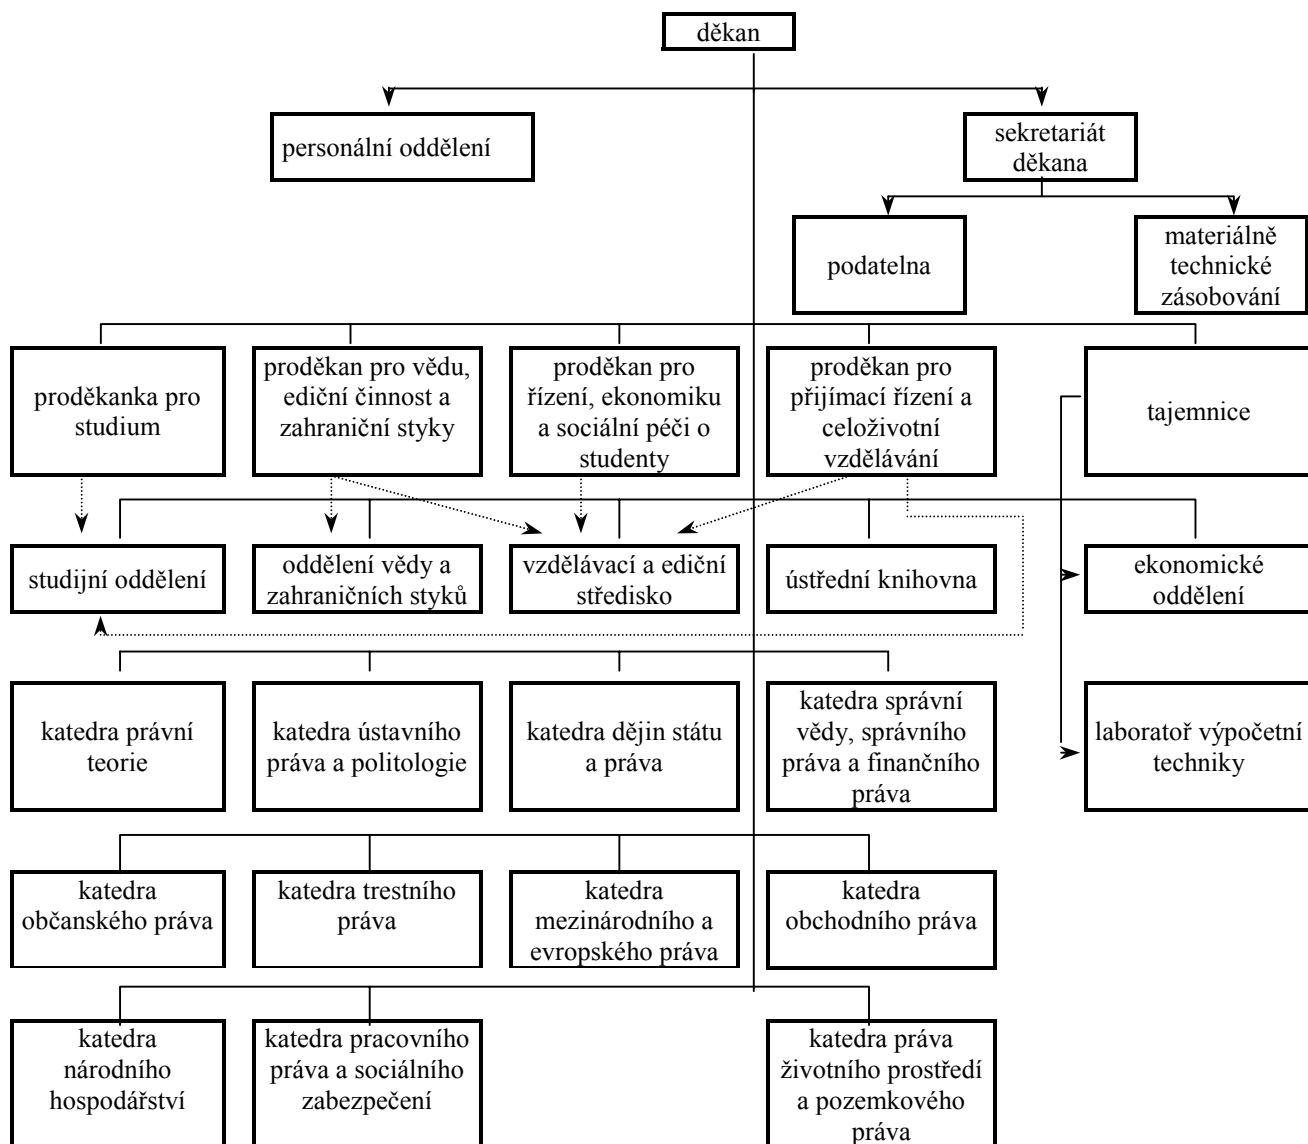 děkan
personální oddělení
sekretariát
děkana
podatelna
materiálně
technické
zásobování
proděkanka pro
studium
proděkan pro vědu,
ediční činnost a
zahraniční styky
proděkan pro
řízení, ekonomiku
a sociální péči o
studenty
proděkan pro
přijímací řízení a
celoživotní
vzdělávání
tajemnice
studijní oddělení
oddělení vědy a
zahraničních styků
vzdělávací a ediční
středisko
ústřední knihovna
ekonomické
oddělení
katedra právní
teorie
katedra ústavního
práva a politologie
katedra dějin státu
a práva
katedra správní
vědy, správního
práva a finančního
práva
laboratoř výpočetní
techniky
katedra
občanského práva
katedra trestního
práva
katedra
mezinárodního a
evropského práva
katedra
obchodního práva
katedra
národního
hospodářství
katedra pracovního
práva a sociálního
zabezpečení
katedra práva
životního prostředí
a pozemkového
práva